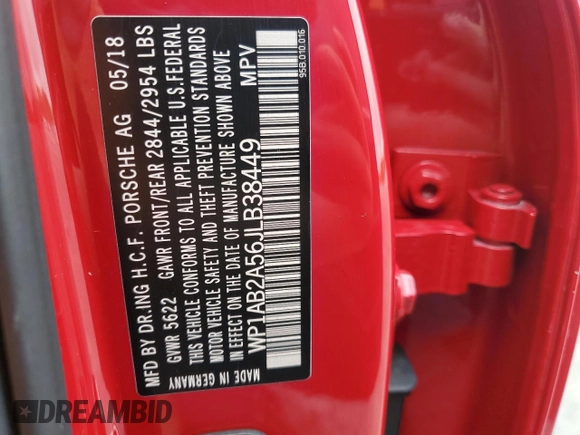 MFD BY DR.ING H.C.F. PORSCHE AG 05/18
GVWR 5622 GAWR FRONT/REAR 2844/2954 LBS
THIS VEHICLE CONFORMS TO ALL APPLICABLE U.S.FEDERAL
MOTOR VEHICLE SAFETY AND THEFT PREVENTION STANDARDS
IN EFFECT ON THE DATE OF MANUFACTURE SHOWN ABOVE
WP1AB2A56JLB38449 MPV
MADE IN GERMANY
95B.010.016
DREAMBID